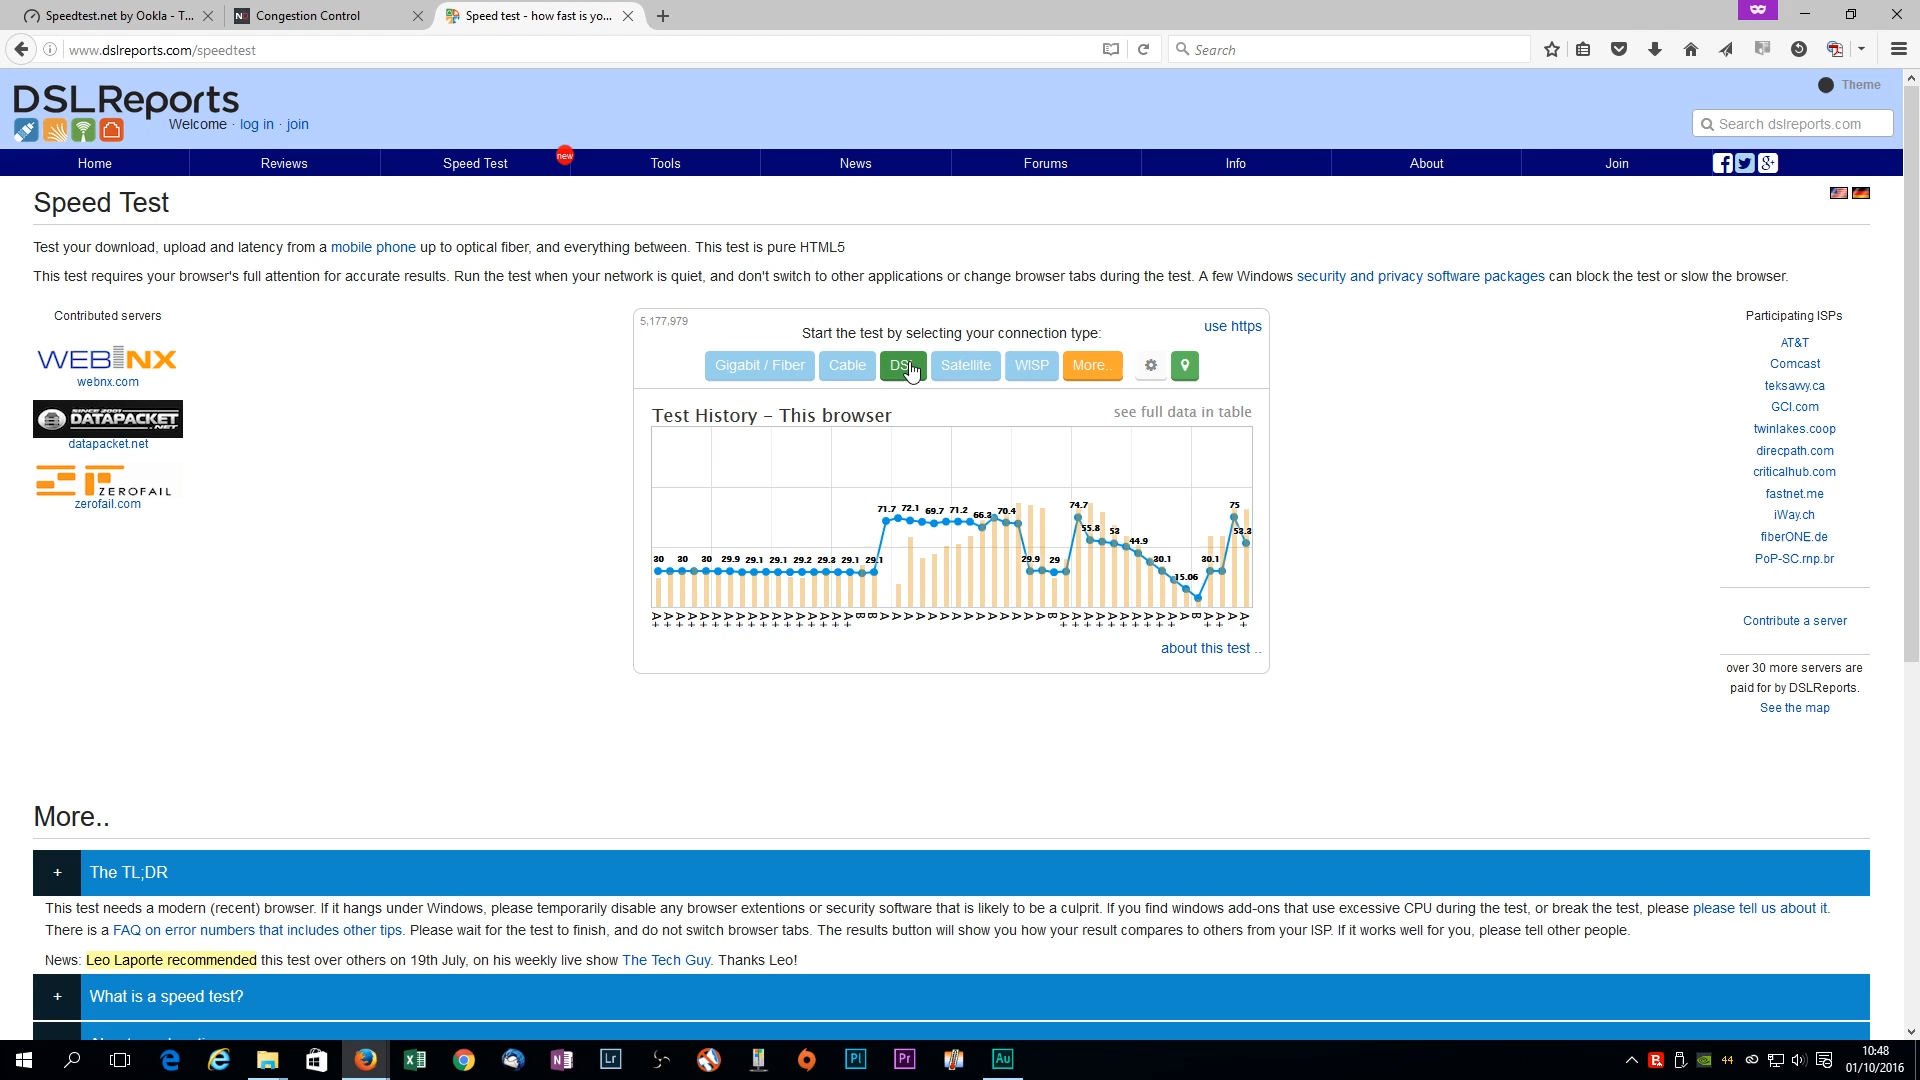 Speedtest.net by Ookla - T...
Congestion Control
Speed test - how fast is yo...
www.dslreports.com/speedtest
Search
DSLReports
Welcome · log in · join
Theme
Search dslreports.com
Home
Reviews
Speed Test
new
Tools
News
Forums
Info
About
Join
Speed Test
Test your download, upload and latency from a mobile phone up to optical fiber, and everything between. This test is pure HTML5
This test requires your browser's full attention for accurate results. Run the test when your network is quiet, and don't switch to other applications or change browser tabs during the test. A few Windows security and privacy software packages can block the test or slow the browser.
Contributed servers
WEBNX
webnx.com
SINCE 2001
DATAPACKET.NET
datapacket.net
ZEROFAIL
zerofail.com
5,177,979
Start the test by selecting your connection type:
use https
Gigabit / Fiber
Cable
DSL
Satellite
WISP
More..
Test History – This browser
see full data in table
30 30 30 29.9 29.1 29.1 29.2 29.3 29.1 29.1 71.7 72.1 69.7 71.2 66.3 70.4 29.9 29 74.7 55.8 53 44.9 30.1 15.06 30.1 75 53.3
A+ A+ A+ A+ A+ A+ A+ A+ A+ A+ A+ A+ A+ A+ A+ A+ A+ B B A A A A A A A A A A A A A A B A+ A+ A+ A+ A+ A+ A+ A+ A+ A+ A B A+ A+ A A+
about this test ..
Participating ISPs
AT&T
Comcast
teksavvy.ca
GCI.com
twinlakes.coop
direcpath.com
criticalhub.com
fastnet.me
iWay.ch
fiberONE.de
PoP-SC.rnp.br
Contribute a server
over 30 more servers are
paid for by DSLReports.
See the map
More..
+ The TL;DR
This test needs a modern (recent) browser. If it hangs under Windows, please temporarily disable any browser extentions or security software that is likely to be a culprit. If you find windows add-ons that use excessive CPU during the test, or break the test, please please tell us about it.
There is a FAQ on error numbers that includes other tips. Please wait for the test to finish, and do not switch browser tabs. The results button will show you how your result compares to others from your ISP. If it works well for you, please tell other people.
News: Leo Laporte recommended this test over others on 19th July, on his weekly live show The Tech Guy. Thanks Leo!
+ What is a speed test?
Lr
Pl
Pr
Au
44
10:48
01/10/2016